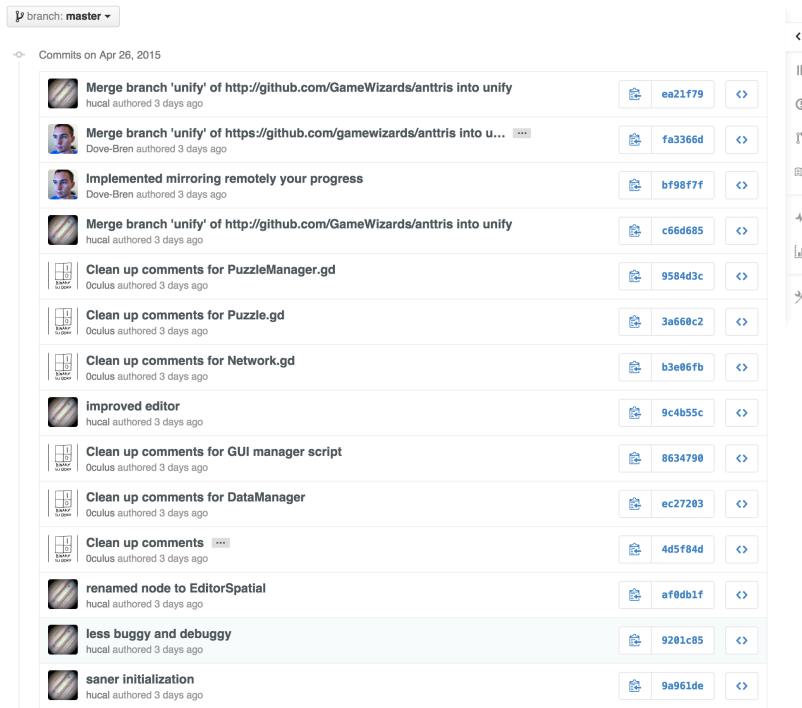 branch: master
Commits on Apr 26, 2015
Merge branch 'unify' of http://github.com/GameWizards/anttris into unify
hucal authored 3 days ago
ea21f79
Merge branch 'unify' of https://github.com/gamewizards/anttris into u… …
Dove-Bren authored 3 days ago
fa3366d
Implemented mirroring remotely your progress
Dove-Bren authored 3 days ago
bf98f7f
Merge branch 'unify' of http://github.com/GameWizards/anttris into unify
hucal authored 3 days ago
c66d685
Clean up comments for PuzzleManager.gd
0culus authored 3 days ago
9584d3c
Clean up comments for Puzzle.gd
0culus authored 3 days ago
3a660c2
Clean up comments for Network.gd
0culus authored 3 days ago
b3e06fb
improved editor
hucal authored 3 days ago
9c4b55c
Clean up comments for GUI manager script
0culus authored 3 days ago
8634790
Clean up comments for DataManager
0culus authored 3 days ago
ec27203
Clean up comments …
0culus authored 3 days ago
4d5f84d
renamed node to EditorSpatial
hucal authored 3 days ago
af0db1f
less buggy and debuggy
hucal authored 3 days ago
9201c85
saner initialization
hucal authored 3 days ago
9a961de